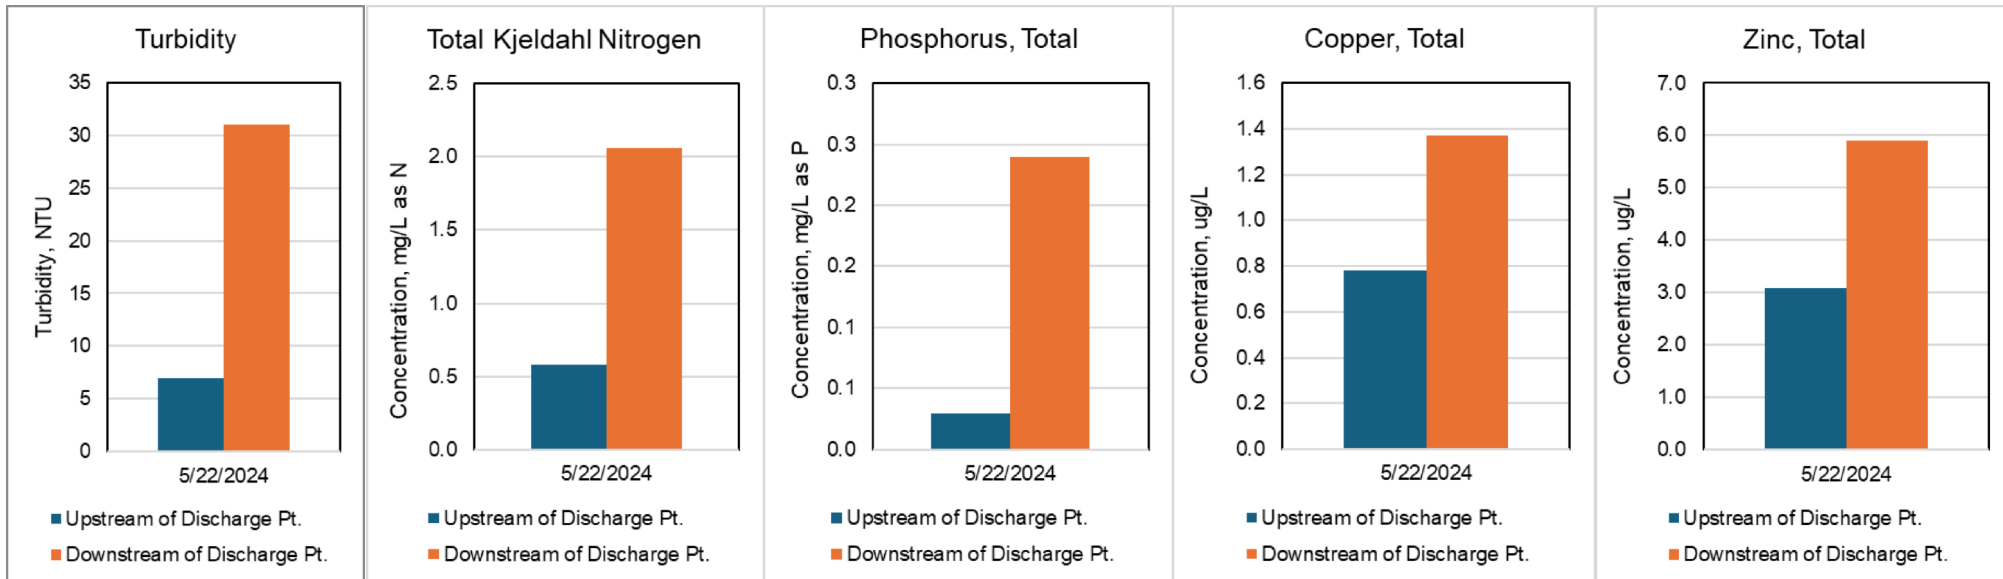 Turbidity
35
30
25
20
15
10
5
0
Turbidity, NTU
5/22/2024
Upstream of Discharge Pt.
Downstream of Discharge Pt.
Total Kjeldahl Nitrogen
2.5
2.0
1.5
1.0
0.5
0.0
Concentration, mg/L as N
5/22/2024
Upstream of Discharge Pt.
Downstream of Discharge Pt.
Phosphorus, Total
0.3
0.3
0.2
0.2
0.1
0.1
0.0
Concentration, mg/L as P
5/22/2024
Upstream of Discharge Pt.
Downstream of Discharge Pt.
Copper, Total
1.6
1.4
1.2
1.0
0.8
0.6
0.4
0.2
0.0
Concentration, ug/L
5/22/2024
Upstream of Discharge Pt.
Downstream of Discharge Pt.
Zinc, Total
7.0
6.0
5.0
4.0
3.0
2.0
1.0
0.0
Concentration, ug/L
5/22/2024
Upstream of Discharge Pt.
Downstream of Discharge Pt.